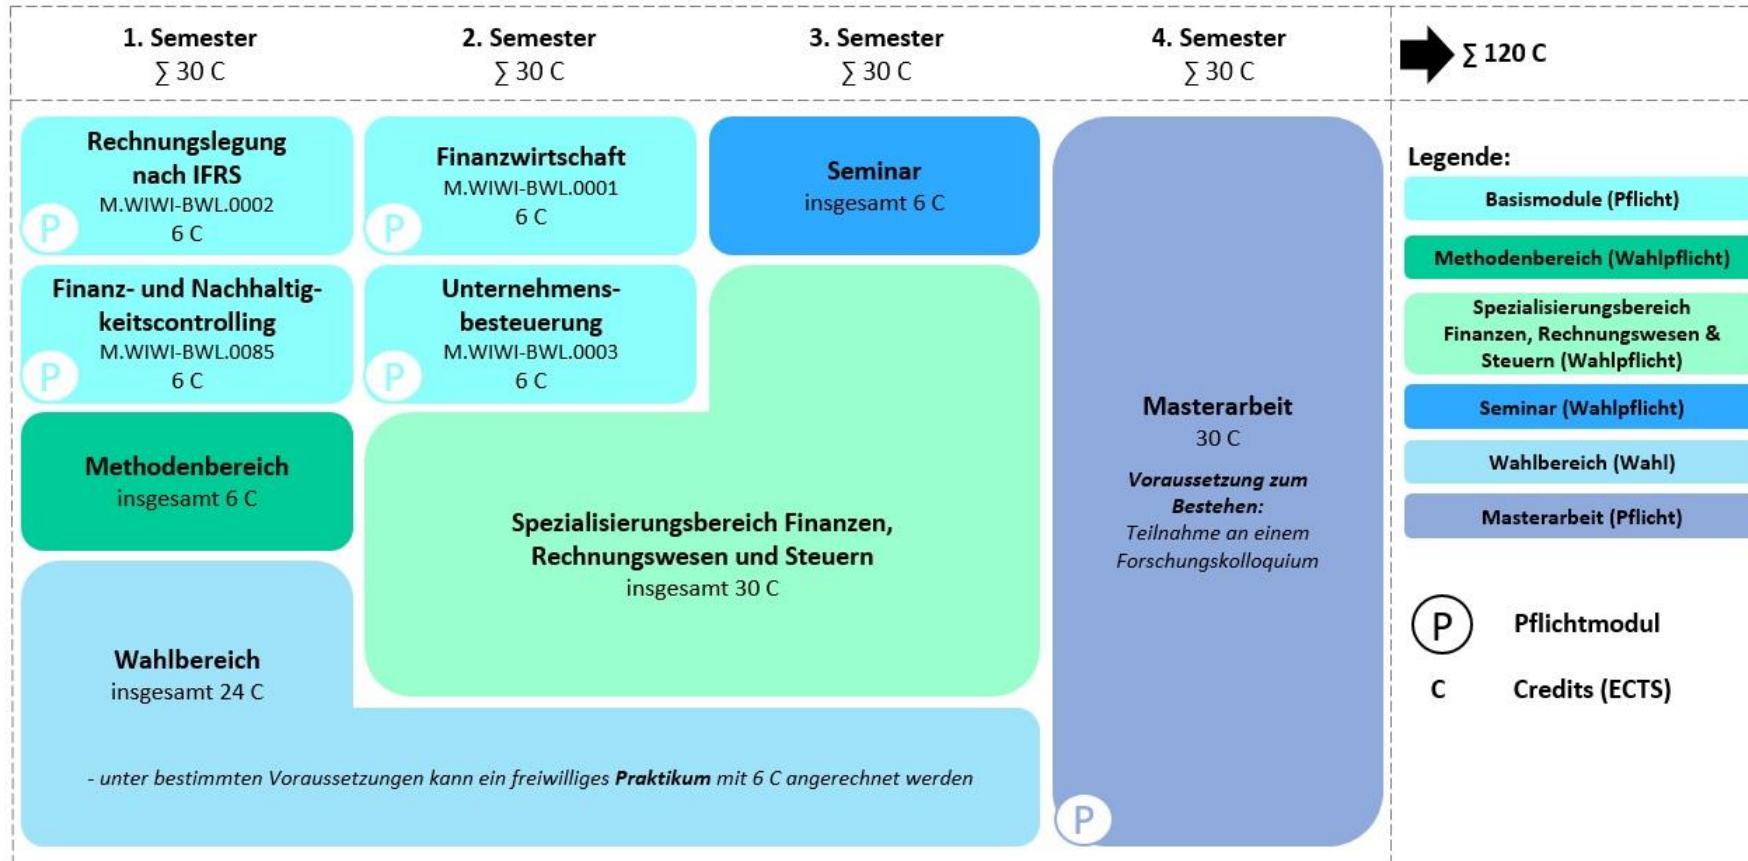 1. Semester
∑ 30 C
2. Semester
∑ 30 C
3. Semester
∑ 30 C
4. Semester
∑ 30 C
∑ 120 C
Rechnungslegung
nach IFRS
M.WIWI-BWL.0002
6 C
P
Finanz- und Nachhaltig-
keitscontrolling
M.WIWI-BWL.0085
6 C
P
Methodenbereich
insgesamt 6 C
Wahlbereich
insgesamt 24 C
- unter bestimmten Voraussetzungen kann ein freiwilliges Praktikum mit 6 C angerechnet werden
Finanzwirtschaft
M.WIWI-BWL.0001
6 C
P
Unternehmens-
besteuerung
M.WIWI-BWL.0003
6 C
P
Spezialisierungsbereich Finanzen,
Rechnungswesen und Steuern
insgesamt 30 C
Seminar
insgesamt 6 C
Masterarbeit
30 C
Voraussetzung zum
Bestehen:
Teilnahme an einem
Forschungskolloquium
P
Legende:
Basismodule (Pflicht)
Methodenbereich (Wahlpflicht)
Spezialisierungsbereich
Finanzen, Rechnungswesen &
Steuern (Wahlpflicht)
Seminar (Wahlpflicht)
Wahlbereich (Wahl)
Masterarbeit (Pflicht)
P Pflichtmodul
C Credits (ECTS)